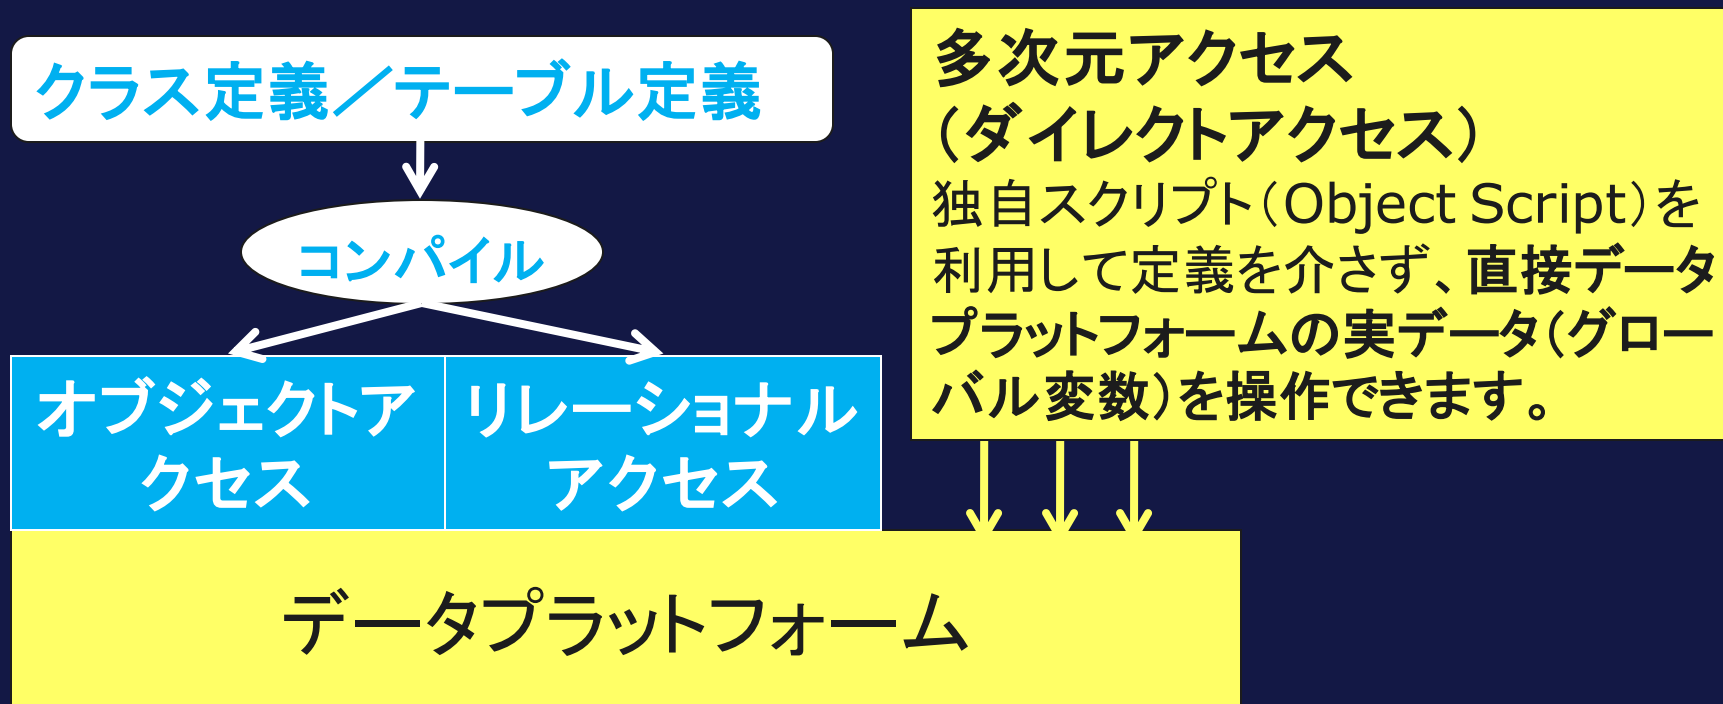 クラス定義／テーブル定義
コンパイル
オブジェクトア
クセス
リレーショナル
アクセス
多次元アクセス
（ダイレクトアクセス）
独自スクリプト（Object Script）を
利用して定義を介さず、直接データ
プラットフォームの実データ（グロー
バル変数）を操作できます。
データプラットフォーム